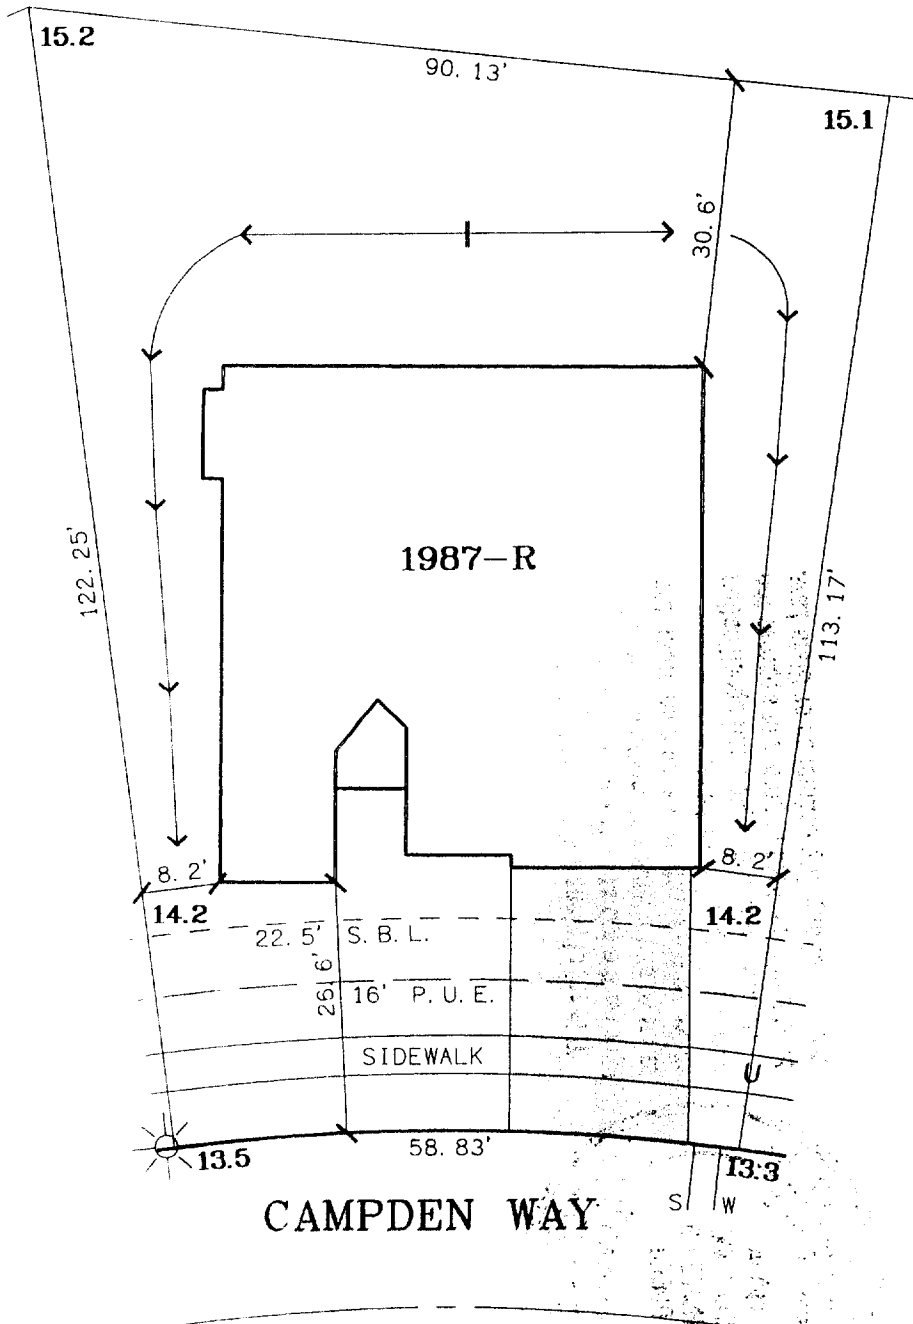 15.2
90.13'
15.1
30.6'
1987-R
122.25'
113.17'
8.2'
8.2'
14.2
14.2
22.5' S.B.L.
26.6'
16' P.U.E.
SIDEWALK
U
58.83'
13.5
13.3
CAMPDEN WAY
S
W